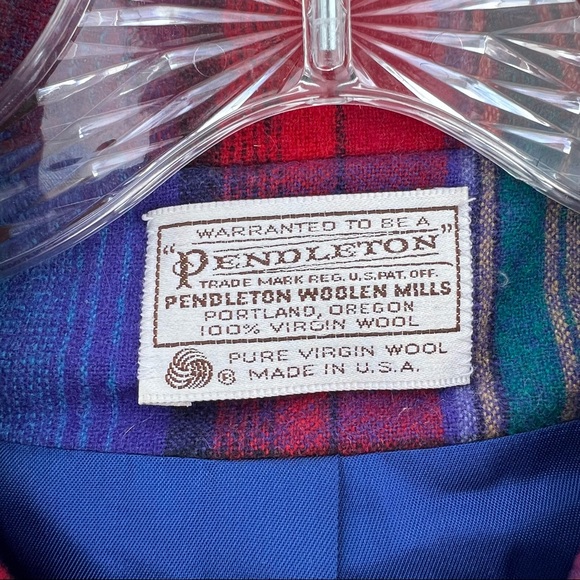 WARRANTED TO BE A
"PENDLETON"
TRADE MARK REG. U.S. PAT. OFF.
PENDLETON WOOLEN MILLS
PORTLAND, OREGON
100% VIRGIN WOOL
® PURE VIRGIN WOOL
MADE IN U.S.A.